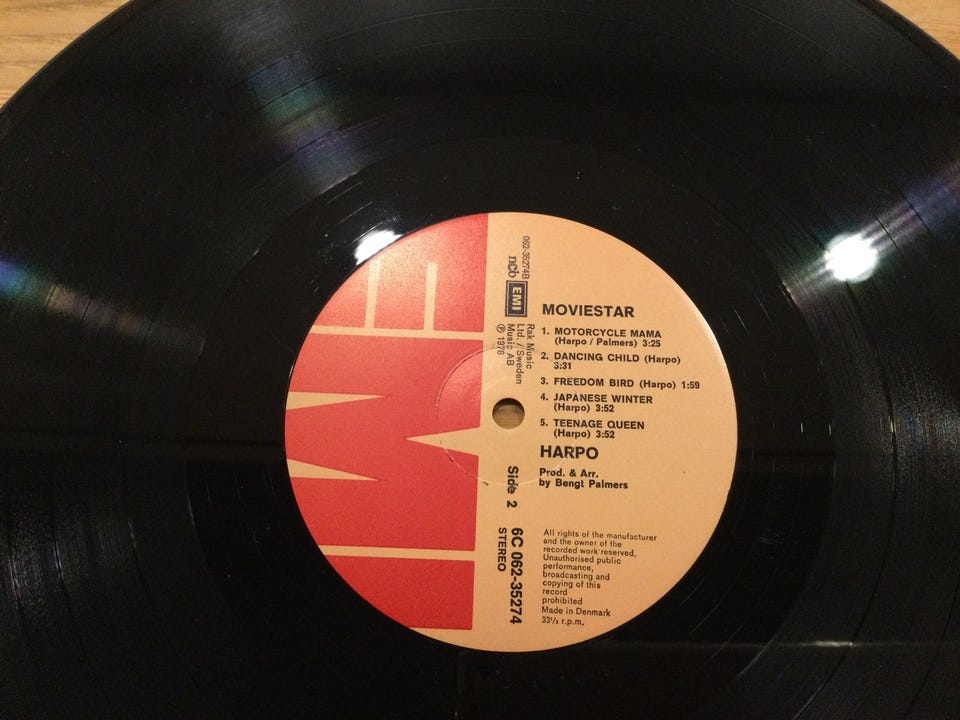 MOVIESTAR
1. MOTORCYCLE MAMA
(Harpo / Palmers) 3:25
2. DANCING CHILD (Harpo)
3:31
3. FREEDOM BIRD (Harpo) 1:59
4. JAPANESE WINTER
(Harpo) 3:52
5. TEENAGE QUEEN
(Harpo) 3:52
HARPO
Prod. & Arr.
by Bengt Palmers
All rights of the manufacturer
and the owner of the
recorded work reserved.
Unauthorised public
performance,
broadcasting and
copying of this
record
prohibited
Made in Denmark
33⅓ r.p.m.
062-35274B
ncb
EMI
Rak Music
Ltd. / Sweden
Music AB
℗ 1976
Side 2
6C 062-35274
STEREO
EMI